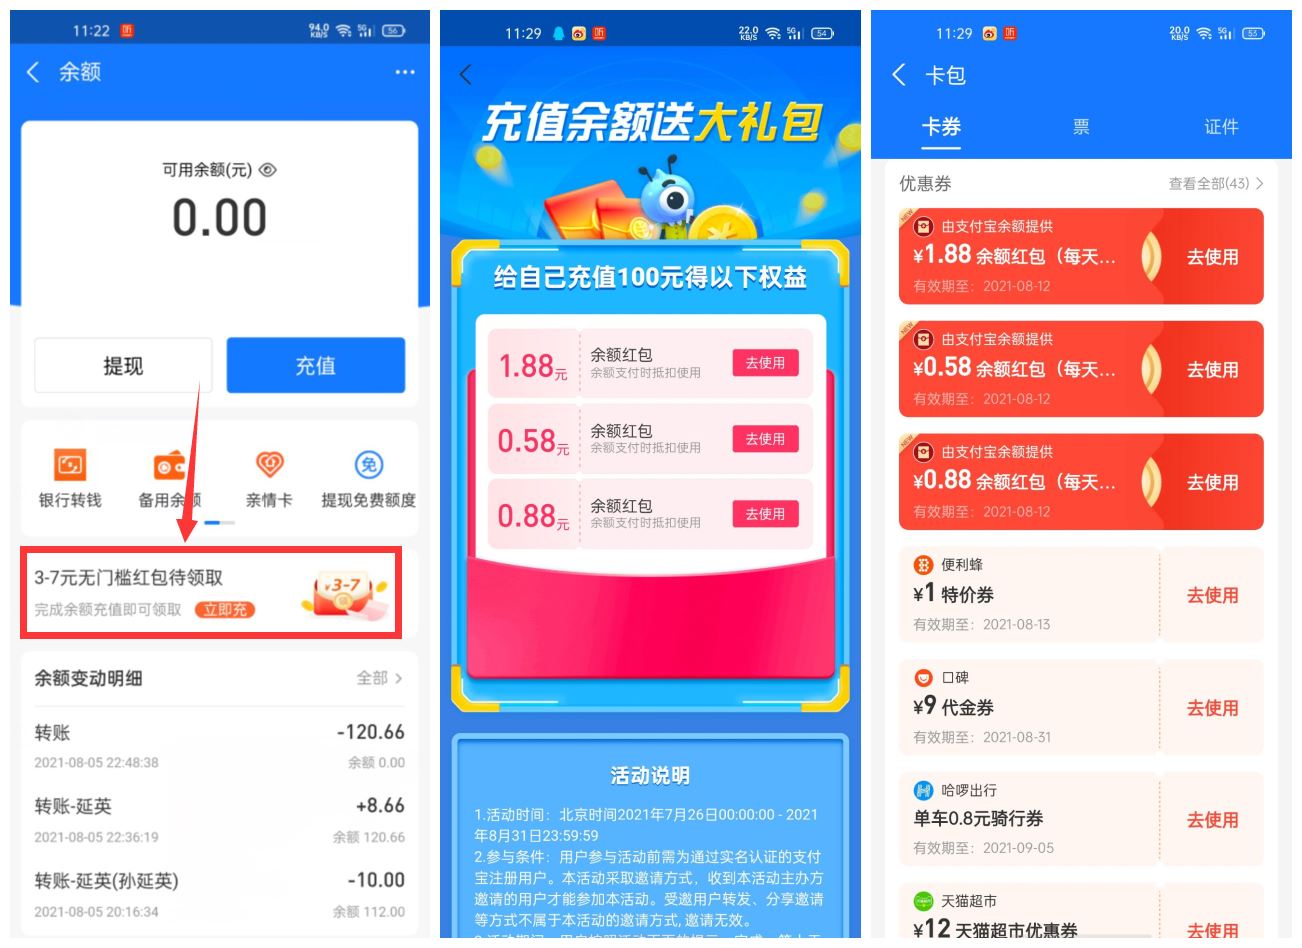 11:22
94.0 KB/S 5G 56
余额
可用余额(元)
0.00
提现
充值
银行转钱
备用余额
亲情卡
提现免费额度
3-7元无门槛红包待领取
完成余额充值即可领取 立即充
¥3-7
余额变动明细
全部
转账
-120.66
2021-08-05 22:48:38
余额 0.00
转账-延英
+8.66
2021-08-05 22:36:19
余额 120.66
转账-延英(孙延英)
-10.00
2021-08-05 20:16:34
余额 112.00
11:29
22.0 KB/S 5G 54
充值余额送大礼包
给自己充值100元得以下权益
1.88元
余额红包
余额支付时抵扣使用
去使用
0.58元
余额红包
余额支付时抵扣使用
去使用
0.88元
余额红包
余额支付时抵扣使用
去使用
活动说明
1.活动时间：北京时间2021年7月26日00:00:00 - 2021
年8月31日23:59:59
2.参与条件：用户参与活动前需为通过实名认证的支付
宝注册用户。本活动采取邀请方式，收到本活动主办方
邀请的用户才能参加本活动。受邀用户转发、分享邀请
等方式不属于本活动的邀请方式, 邀请无效。
11:29
20.0 KB/S 5G 53
卡包
卡券
票
证件
优惠券
查看全部(43)
NEW
由支付宝余额提供
¥1.88 余额红包（每天...
去使用
有效期至：2021-08-12
NEW
由支付宝余额提供
¥0.58 余额红包（每天...
去使用
有效期至：2021-08-12
NEW
由支付宝余额提供
¥0.88 余额红包（每天...
去使用
有效期至：2021-08-12
便利蜂
¥1 特价券
去使用
有效期至：2021-08-13
口碑
¥9 代金券
去使用
有效期至：2021-08-31
哈啰出行
单车0.8元骑行券
去使用
有效期至：2021-09-05
天猫超市
¥12 天猫超市优惠券
去使用